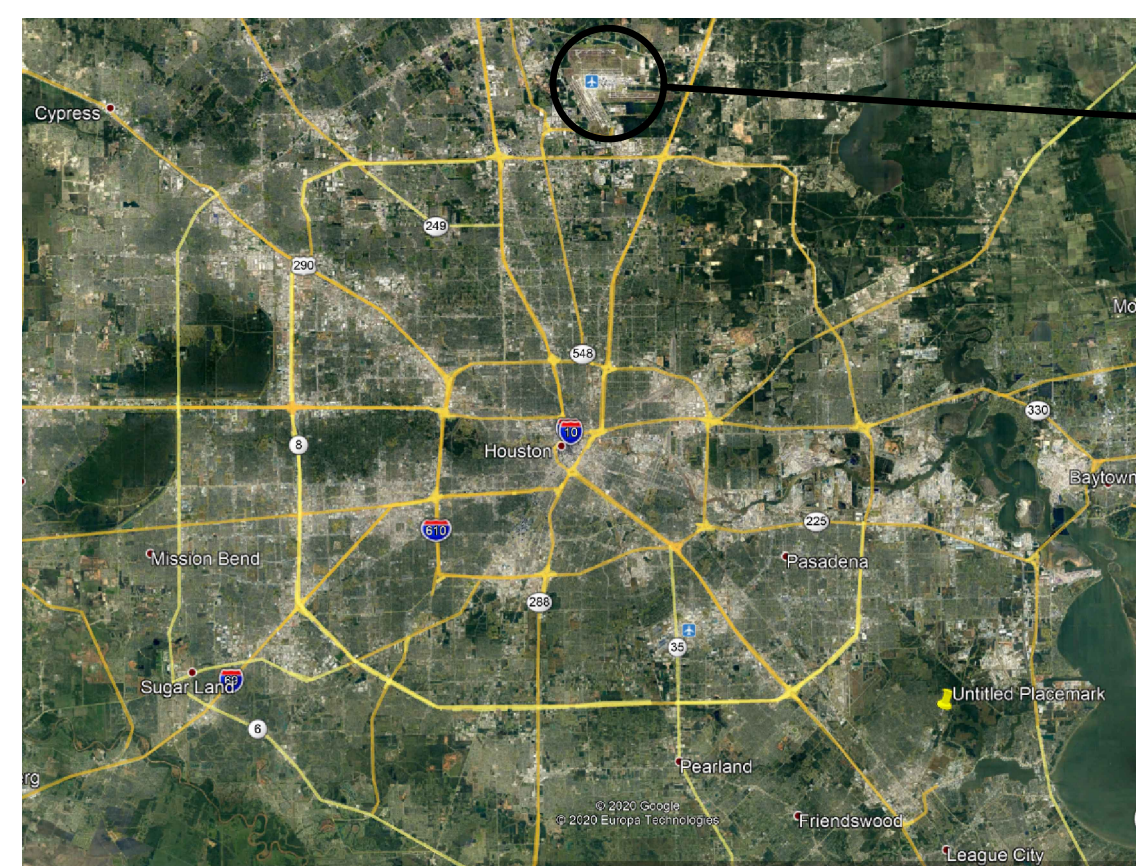 Cypress
249
290
Mo
548
330
10
8
Houston
Baytown
610
225
Mission Bend
Pasadena
288
35
Sugar Land
69
Untitled Placemark
6
Pearland
rg
© 2020 Google
© 2020 Europa Technologies
Friendswood
League City